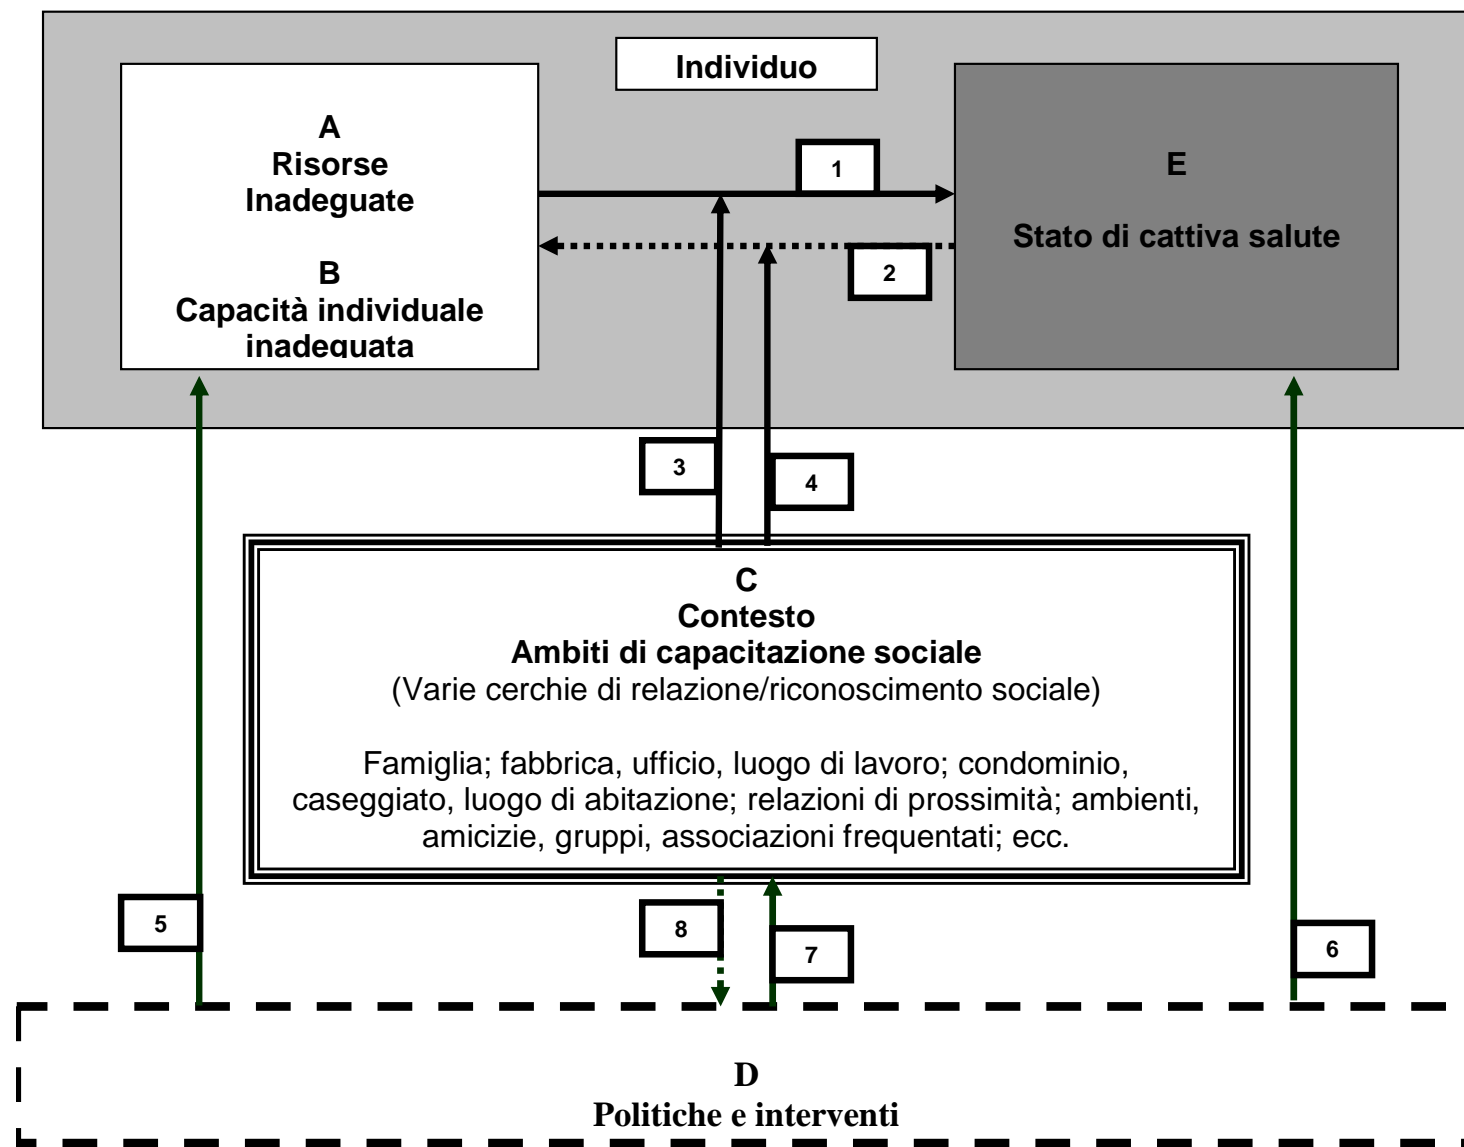 Individuo
A
Risorse
Inadeguate
B
Capacità individuale
inadeguata
1
2
E
Stato di cattiva salute
3
4
C
Contesto
Ambiti di capacitazione sociale
(Varie cerchie di relazione/riconoscimento sociale)
Famiglia; fabbrica, ufficio, luogo di lavoro; condominio,
caseggiato, luogo di abitazione; relazioni di prossimità; ambienti,
amicizie, gruppi, associazioni frequentati; ecc.
5
8
7
6
D
Politiche e interventi